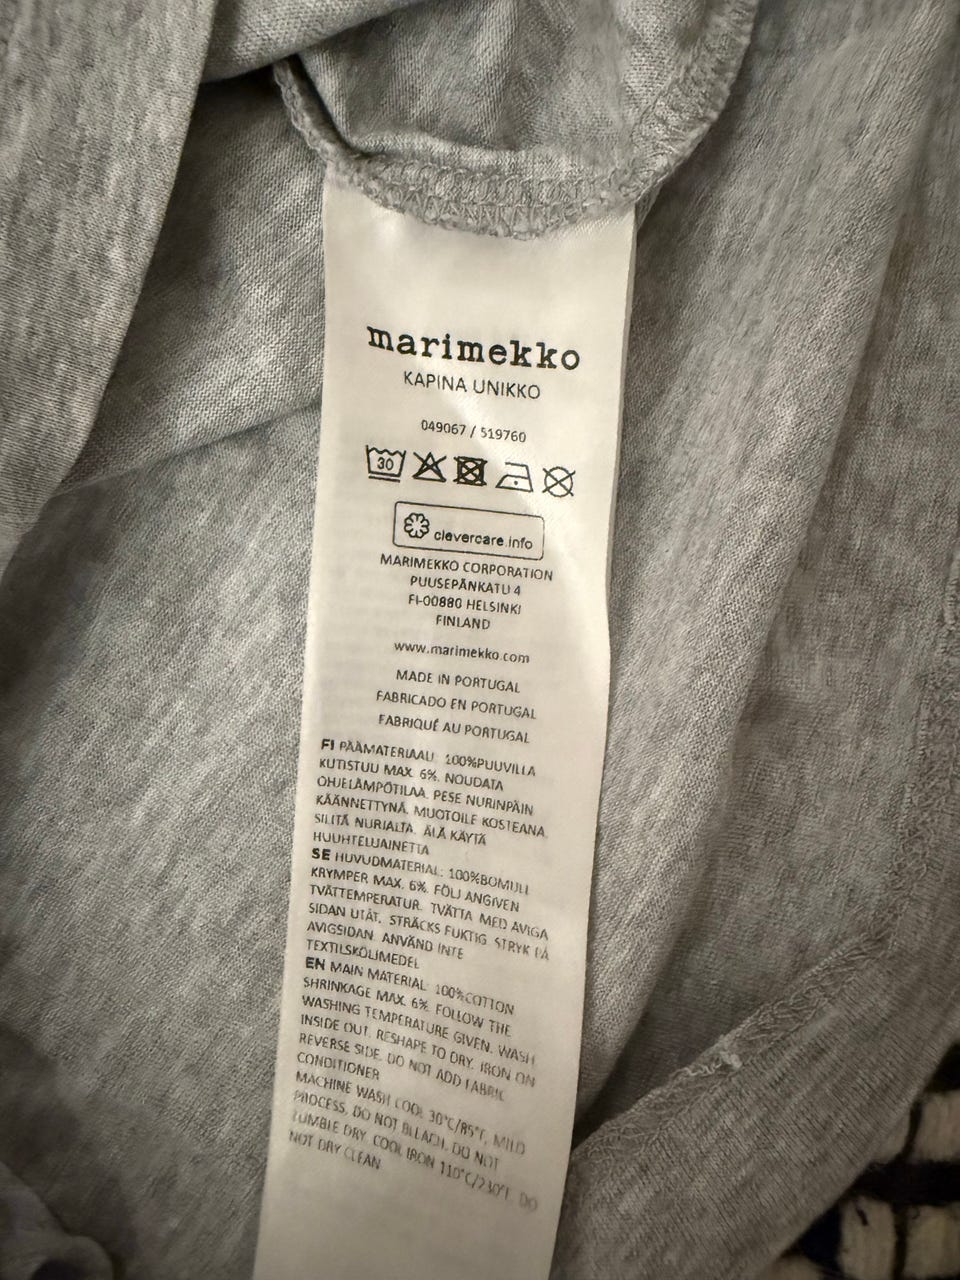 marimekko
KAPINA UNIKKO
049067 / 519760
30
clevercare.info
MARIMEKKO CORPORATION
PUUSEPÄNKATU 4
FI-00880 HELSINKI
FINLAND
www.marimekko.com
MADE IN PORTUGAL
FABRICADO EN PORTUGAL
FABRIQUÉ AU PORTUGAL
FI PÄÄMATERIAALI: 100%PUUVILLA
KUTISTUU MAX. 6%. NOUDATA
OHJELÄMPÖTILAA. PESE NURINPÄIN
KÄÄNNETTYNÄ. MUOTOILE KOSTEANA.
SILITÄ NURJALTA. ÄLÄ KÄYTÄ
HUUHTELUAINETTA
SE HUVUDMATERIAL: 100%BOMULL
KRYMPER MAX. 6%. FÖLJ ANGIVEN
TVÄTTEMPERATUR. TVÄTTA MED AVIGA
SIDAN UTÅT. STRÄCKS FUKTIG. STRYK PÅ
AVIGSIDAN. ANVÄND INTE
TEXTILSKÖLJMEDEL
EN MAIN MATERIAL: 100%COTTON
SHRINKAGE MAX. 6%. FOLLOW THE
WASHING TEMPERATURE GIVEN. WASH
INSIDE OUT. RESHAPE TO DRY. IRON ON
REVERSE SIDE. DO NOT ADD FABRIC
CONDITIONER
MACHINE WASH COOL 30°C/85°F, MILD
PROCESS, DO NOT BLEACH, DO NOT
TUMBLE DRY, COOL IRON 110°C/230°F, DO
NOT DRY CLEAN